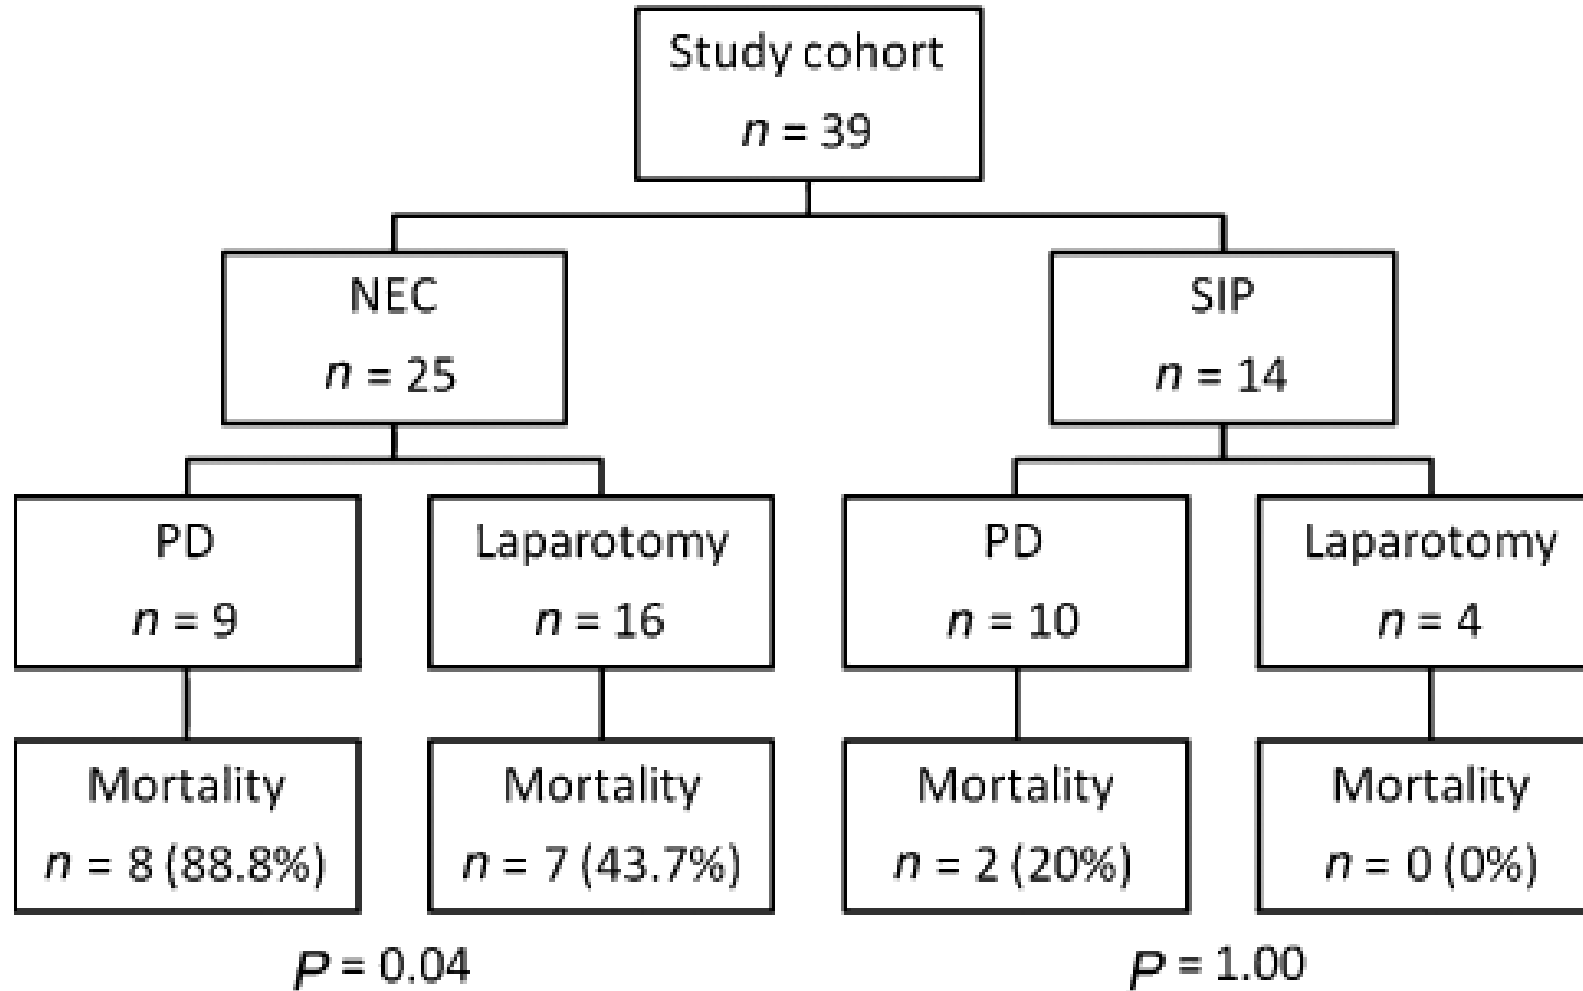 Study cohort
n = 39
NEC
n = 25
SIP
n = 14
PD
n = 9
Laparotomy
n = 16
PD
n = 10
Laparotomy
n = 4
Mortality
n = 8 (88.8%)
Mortality
n = 7 (43.7%)
Mortality
n = 2 (20%)
Mortality
n = 0 (0%)
P = 0.04
P = 1.00